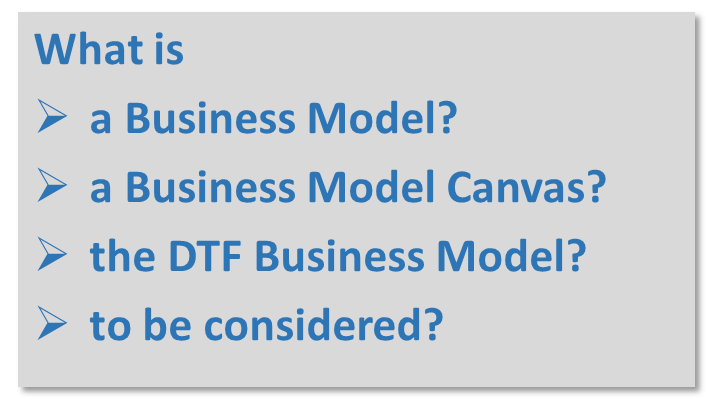 What is
➢ a Business Model?
➢ a Business Model Canvas?
➢ the DTF Business Model?
➢ to be considered?